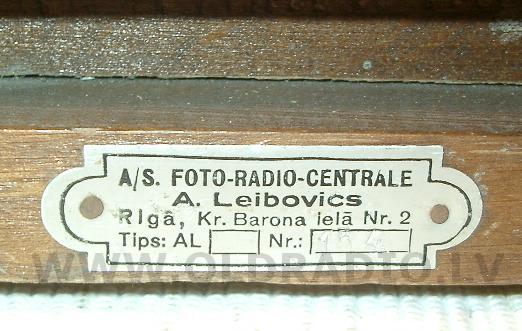 A/S. FOTO-RADIO-CENTRALE
A. Leibovics
Rīgā, Kr. Barona ielā Nr. 2
Tips: AL Nr.:
WWW.OLDRADIO.LV